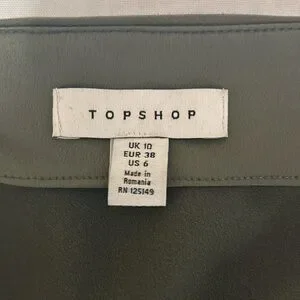 TOPSHOP
UK 10
EUR 38
US 6
Made in
Romania
RN 125149